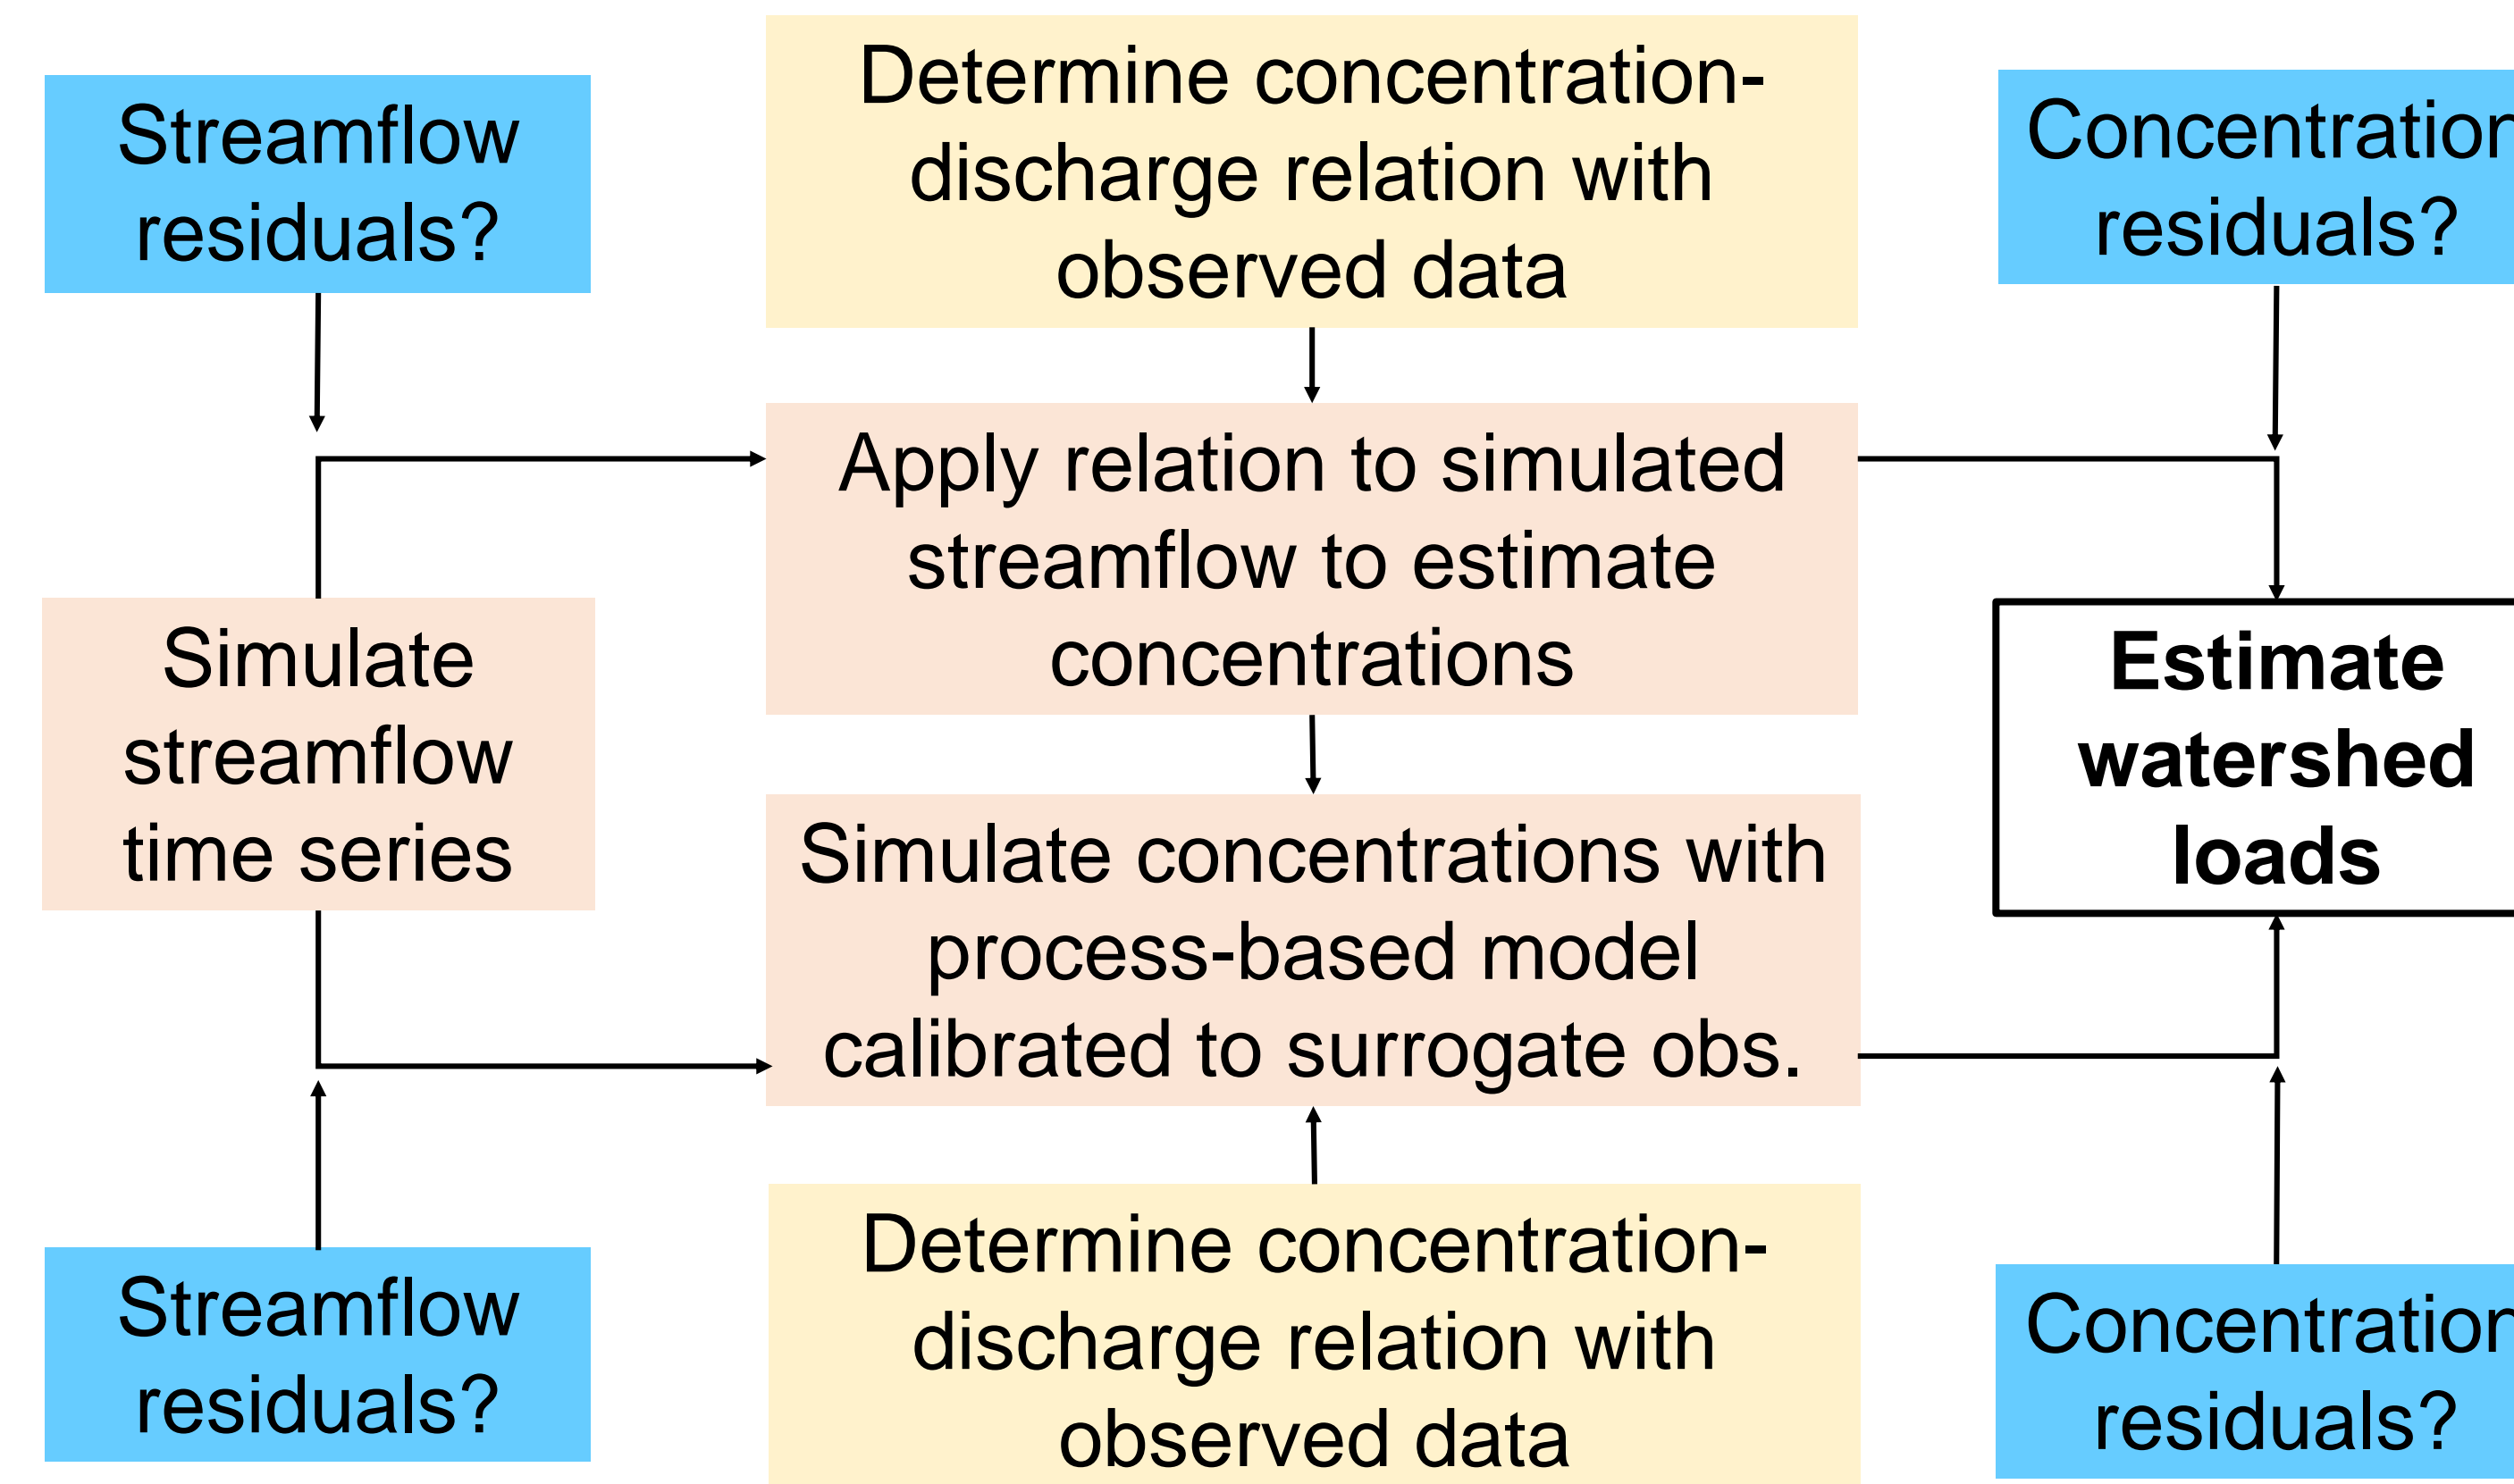 Streamflow
residuals?
Determine concentration-
discharge relation with
observed data
Concentration
residuals?
Apply relation to simulated
streamflow to estimate
concentrations
Simulate
streamflow
time series
Estimate
watershed
loads
Simulate concentrations with
process-based model
calibrated to surrogate obs.
Streamflow
residuals?
Determine concentration-
discharge relation with
observed data
Concentration
residuals?